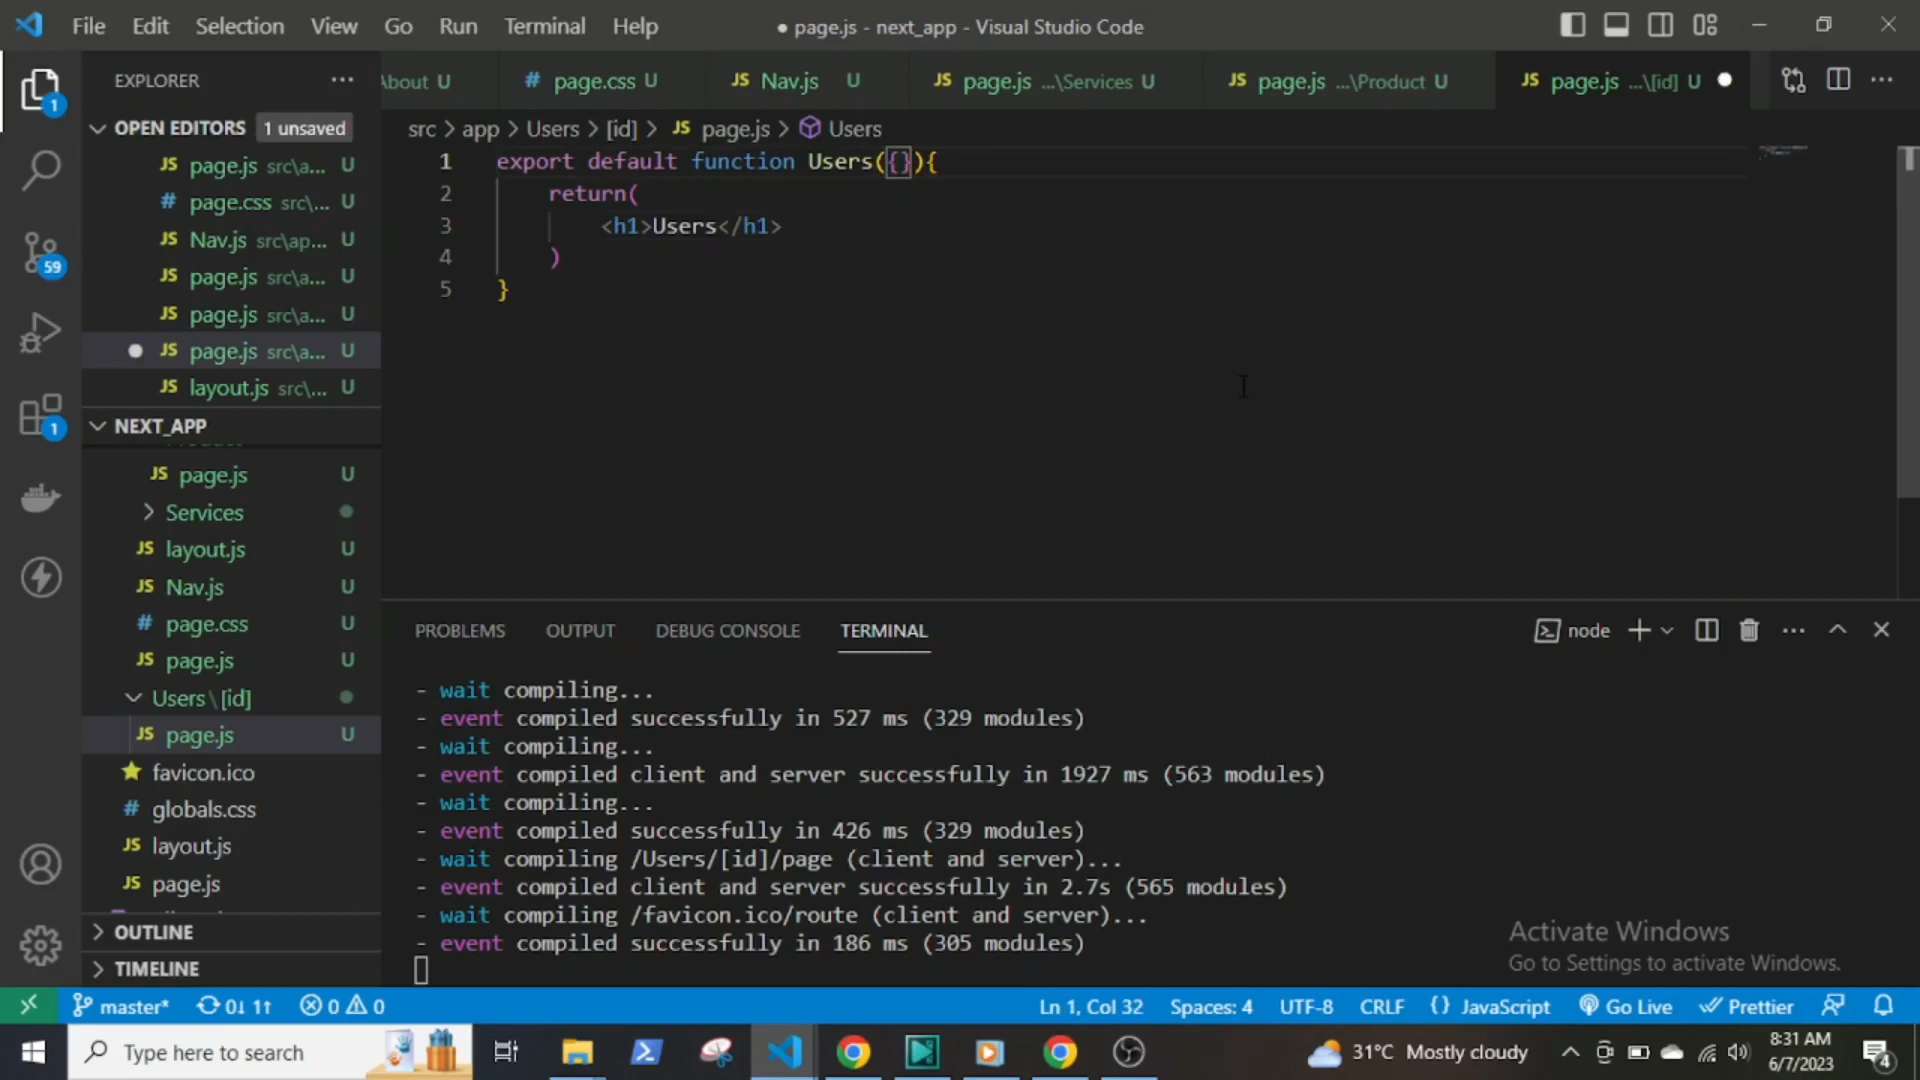 File Edit Selection View Go Run Terminal Help
● page.js - next_app - Visual Studio Code
EXPLORER
About U
# page.css U
JS Nav.js U
JS page.js ...\Services U
JS page.js ...\Product U
JS page.js ...\[id] U
OPEN EDITORS 1 unsaved
JS page.js src\a... U
# page.css src\... U
JS Nav.js src\ap... U
JS page.js src\a... U
JS page.js src\a... U
JS page.js src\a... U
JS layout.js src\... U
NEXT_APP
JS page.js U
Services
JS layout.js U
JS Nav.js U
# page.css U
JS page.js U
Users\[id]
JS page.js U
favicon.ico
# globals.css
JS layout.js
JS page.js
OUTLINE
TIMELINE
1
59
1
src > app > Users > [id] > JS page.js > Users
1 export default function Users({}){
2 return(
3 <h1>Users</h1>
4 )
5 }
PROBLEMS OUTPUT DEBUG CONSOLE TERMINAL
node
- wait compiling...
- event compiled successfully in 527 ms (329 modules)
- wait compiling...
- event compiled client and server successfully in 1927 ms (563 modules)
- wait compiling...
- event compiled successfully in 426 ms (329 modules)
- wait compiling /Users/[id]/page (client and server)...
- event compiled client and server successfully in 2.7s (565 modules)
- wait compiling /favicon.ico/route (client and server)...
- event compiled successfully in 186 ms (305 modules)
Activate Windows
Go to Settings to activate Windows.
master* 0↓ 1↑ 0 0
Ln 1, Col 32 Spaces: 4 UTF-8 CRLF {} JavaScript Go Live Prettier
Type here to search
31°C Mostly cloudy
8:31 AM
6/7/2023
4